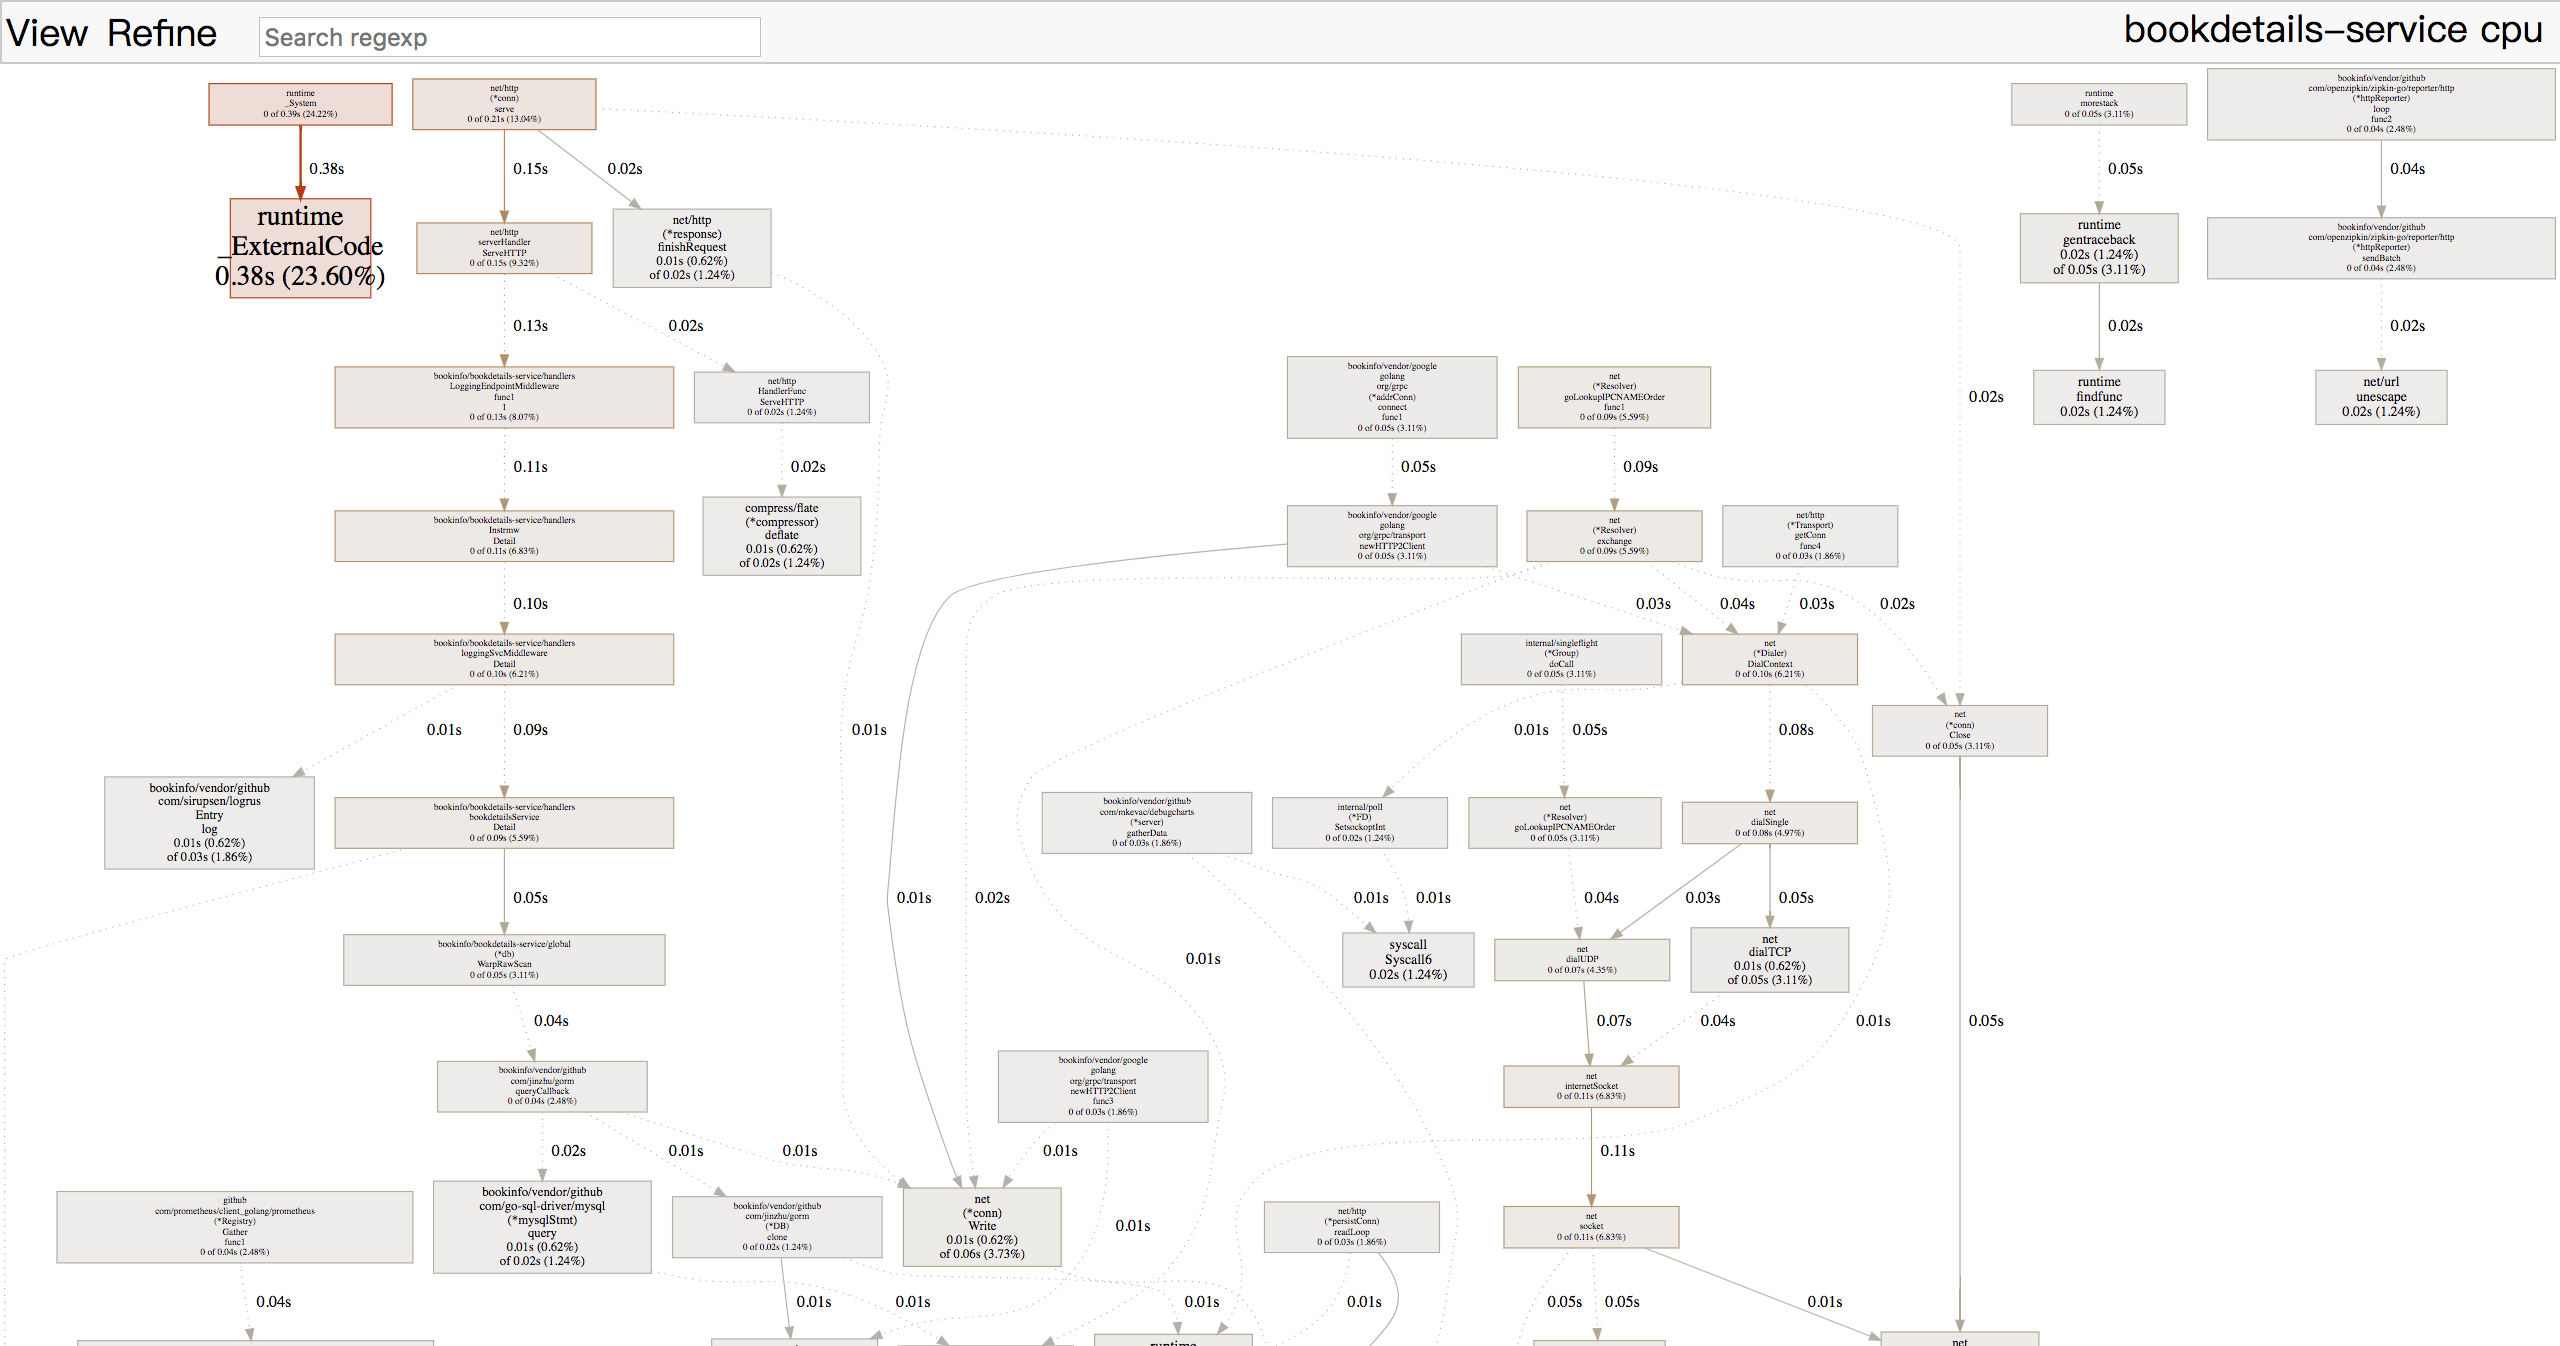 View Refine
Search regexp
bookdetails–service cpu
runtime
_System
0 of 0.39s (24.22%)
0.38s
runtime
_ExternalCode
0.38s (23.60%)
net/http
(*conn)
serve
0 of 0.21s (13.04%)
0.15s
0.02s
net/http
serverHandler
ServeHTTP
0 of 0.15s (9.32%)
net/http
(*response)
finishRequest
0.01s (0.62%)
of 0.02s (1.24%)
0.13s
0.02s
bookinfo/bookdetails-service/handlers
LoggingEndpointMiddleware
func1
1
0 of 0.13s (8.07%)
net/http
HandlerFunc
ServeHTTP
0 of 0.02s (1.24%)
0.11s
0.02s
bookinfo/bookdetails-service/handlers
Instrmw
Detail
0 of 0.11s (6.83%)
compress/flate
(*compressor)
deflate
0.01s (0.62%)
of 0.02s (1.24%)
0.10s
bookinfo/bookdetails-service/handlers
loggingSvcMiddleware
Detail
0 of 0.10s (6.21%)
0.01s
0.09s
0.01s
bookinfo/vendor/github
com/sirupsen/logrus
Entry
log
0.01s (0.62%)
of 0.03s (1.86%)
bookinfo/bookdetails-service/handlers
bookdetailsService
Detail
0 of 0.09s (5.59%)
0.05s
0.01s
0.02s
bookinfo/bookdetails-service/global
(*db)
WarpRawScan
0 of 0.05s (3.11%)
0.04s
bookinfo/vendor/github
com/jinzhu/gorm
queryCallback
0 of 0.04s (2.48%)
0.02s
0.01s
0.01s
github
com/prometheus/client_golang/prometheus
(*Registry)
Gather
func1
0 of 0.04s (2.48%)
0.04s
bookinfo/vendor/github
com/go-sql-driver/mysql
(*mysqlStmt)
query
0.01s (0.62%)
of 0.02s (1.24%)
bookinfo/vendor/github
com/jinzhu/gorm
(*DB)
clone
0 of 0.02s (1.24%)
0.01s
0.01s
net
(*conn)
Write
0.01s (0.62%)
of 0.06s (3.73%)
bookinfo/vendor/google
golang
org/grpc/transport
newHTTP2Client
func3
0 of 0.03s (1.86%)
0.01s
0.01s
0.01s
0.01s
runtime
bookinfo/vendor/google
golang
org/grpc
(*addrConn)
connect
func1
0 of 0.05s (3.11%)
0.05s
bookinfo/vendor/google
golang
org/grpc/transport
newHTTP2Client
0 of 0.05s (3.11%)
net
(*Resolver)
goLookupIPCNAMEOrder
func1
0 of 0.09s (5.59%)
0.09s
net
(*Resolver)
exchange
0 of 0.09s (5.59%)
net/http
(*Transport)
getConn
func4
0 of 0.03s (1.86%)
0.03s
0.04s
0.03s
0.02s
internal/singleflight
(*Group)
doCall
0 of 0.05s (3.11%)
net
(*Dialer)
DialContext
0 of 0.10s (6.21%)
0.01s
0.05s
0.08s
net
(*conn)
Close
0 of 0.05s (3.11%)
bookinfo/vendor/github
com/mkevac/debugcharts
(*server)
gatherData
0 of 0.03s (1.86%)
internal/poll
(*FD)
SetsockoptInt
0 of 0.02s (1.24%)
net
(*Resolver)
goLookupIPCNAMEOrder
0 of 0.05s (3.11%)
net
dialSingle
0 of 0.08s (4.97%)
0.01s
0.01s
0.04s
0.03s
0.05s
syscall
Syscall6
0.02s (1.24%)
net
dialUDP
0 of 0.07s (4.35%)
net
dialTCP
0.01s (0.62%)
of 0.05s (3.11%)
0.07s
0.04s
0.01s
0.05s
net
internetSocket
0 of 0.11s (6.83%)
0.11s
net/http
(*persistConn)
readLoop
0 of 0.03s (1.86%)
0.01s
net
socket
0 of 0.11s (6.83%)
0.05s
0.05s
0.01s
net
runtime
morestack
0 of 0.05s (3.11%)
0.05s
runtime
gentraceback
0.02s (1.24%)
of 0.05s (3.11%)
0.02s
0.02s
runtime
findfunc
0.02s (1.24%)
bookinfo/vendor/github
com/openzipkin/zipkin-go/reporter/http
(*httpReporter)
loop
func2
0 of 0.04s (2.48%)
0.04s
bookinfo/vendor/github
com/openzipkin/zipkin-go/reporter/http
(*httpReporter)
sendBatch
0 of 0.04s (2.48%)
0.02s
net/url
unescape
0.02s (1.24%)